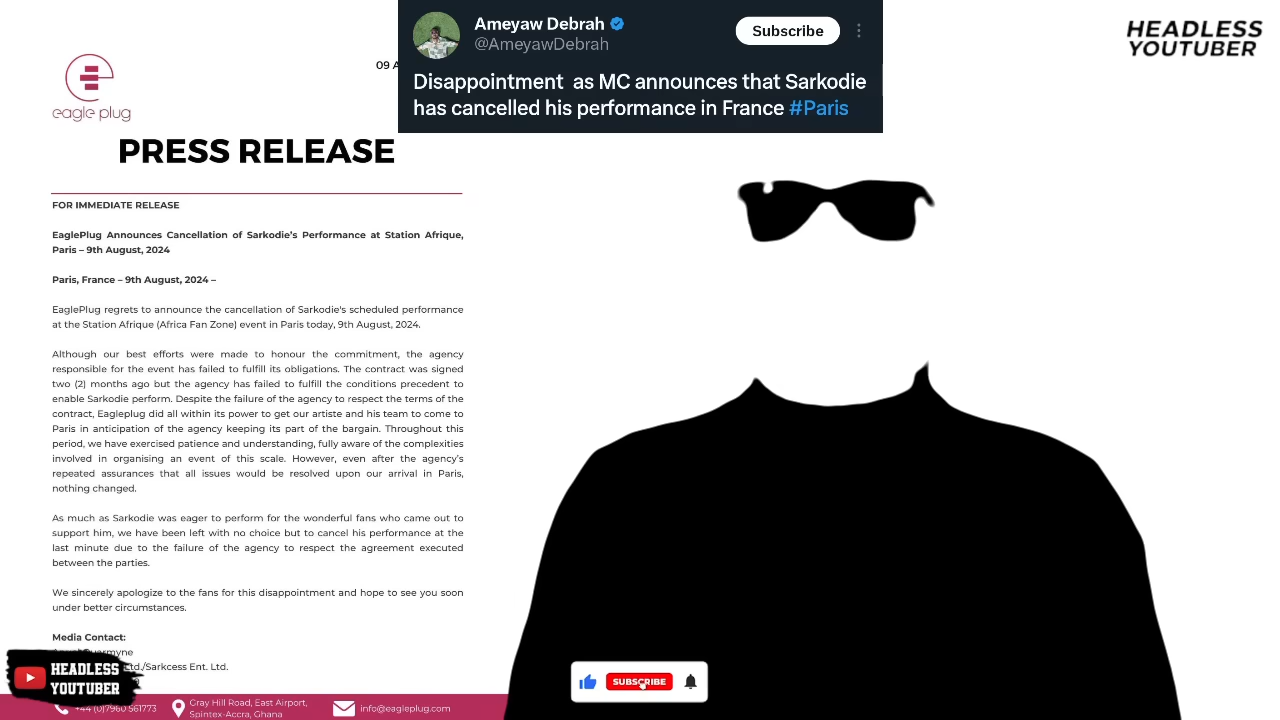 Ameyaw Debrah
@AmeyawDebrah
Subscribe
Disappointment as MC announces that Sarkodie
has cancelled his performance in France #Paris
HEADLESS
YOUTUBER
09
eagle plug
PRESS RELEASE
FOR IMMEDIATE RELEASE
EaglePlug Announces Cancellation of Sarkodie's Performance at Station Afrique,
Paris – 9th August, 2024
Paris, France – 9th August, 2024 –
EaglePlug regrets to announce the cancellation of Sarkodie's scheduled performance
at the Station Afrique (Africa Fan Zone) event in Paris today, 9th August, 2024.
Although our best efforts were made to honour the commitment, the agency
responsible for the event has failed to fulfill its obligations. The contract was signed
two (2) months ago but the agency has failed to fulfill the conditions precedent to
enable Sarkodie perform. Despite the failure of the agency to respect the terms of the
contract, Eagleplug did all within its power to get our artiste and his team to come to
Paris in anticipation of the agency keeping its part of the bargain. Throughout this
period, we have exercised patience and understanding, fully aware of the complexities
involved in organising an event of this scale. However, even after the agency's
repeated assurances that all issues would be resolved upon our arrival in Paris,
nothing changed.
As much as Sarkodie was eager to perform for the wonderful fans who came out to
support him, we have been left with no choice but to cancel his performance at the
last minute due to the failure of the agency to respect the agreement executed
between the parties.
We sincerely apologize to the fans for this disappointment and hope to see you soon
under better circumstances.
Media Contact:
Ltd./Sarkcess Ent. Ltd.
HEADLESS
YOUTUBER
+44 (0)7960 561773
Gray Hill Road, East Airport,
Spintex-Accra, Ghana
info@eagleplug.com
SUBSCRIBE